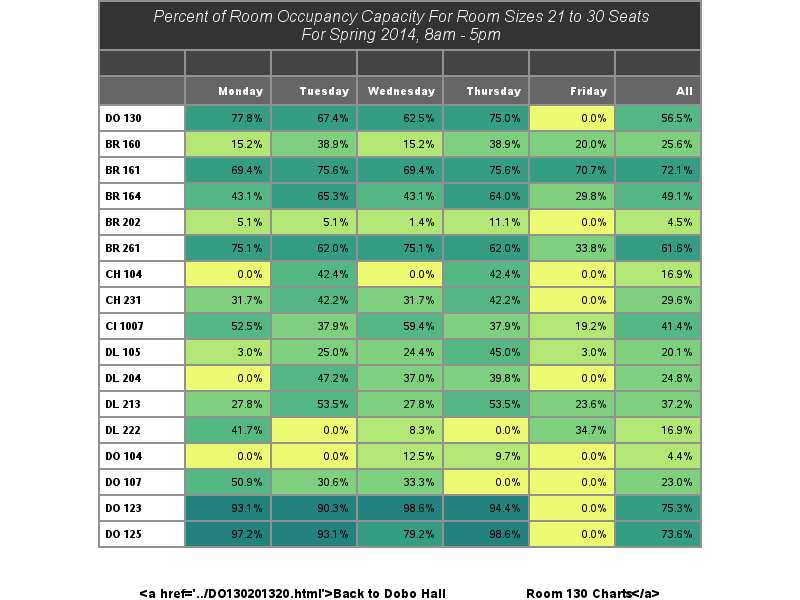 Percent of Room Occupancy Capacity For Room Sizes 21 to 30 Seats
For Spring 2014, 8am - 5pm
Monday Tuesday Wednesday Thursday Friday All
DO 130 77.8% 67.4% 62.5% 75.0% 0.0% 56.5%
BR 160 15.2% 38.9% 15.2% 38.9% 20.0% 25.6%
BR 161 69.4% 75.6% 69.4% 75.6% 70.7% 72.1%
BR 164 43.1% 65.3% 43.1% 64.0% 29.8% 49.1%
BR 202 5.1% 5.1% 1.4% 11.1% 0.0% 4.5%
BR 261 75.1% 62.0% 75.1% 62.0% 33.8% 61.6%
CH 104 0.0% 42.4% 0.0% 42.4% 0.0% 16.9%
CH 231 31.7% 42.2% 31.7% 42.2% 0.0% 29.6%
CI 1007 52.5% 37.9% 59.4% 37.9% 19.2% 41.4%
DL 105 3.0% 25.0% 24.4% 45.0% 3.0% 20.1%
DL 204 0.0% 47.2% 37.0% 39.8% 0.0% 24.8%
DL 213 27.8% 53.5% 27.8% 53.5% 23.6% 37.2%
DL 222 41.7% 0.0% 8.3% 0.0% 34.7% 16.9%
DO 104 0.0% 0.0% 12.5% 9.7% 0.0% 4.4%
DO 107 50.9% 30.6% 33.3% 0.0% 0.0% 23.0%
DO 123 93.1% 90.3% 98.6% 94.4% 0.0% 75.3%
DO 125 97.2% 93.1% 79.2% 98.6% 0.0% 73.6%
<a href='../DO130201320.html'>Back to Dobo Hall Room 130 Charts</a>